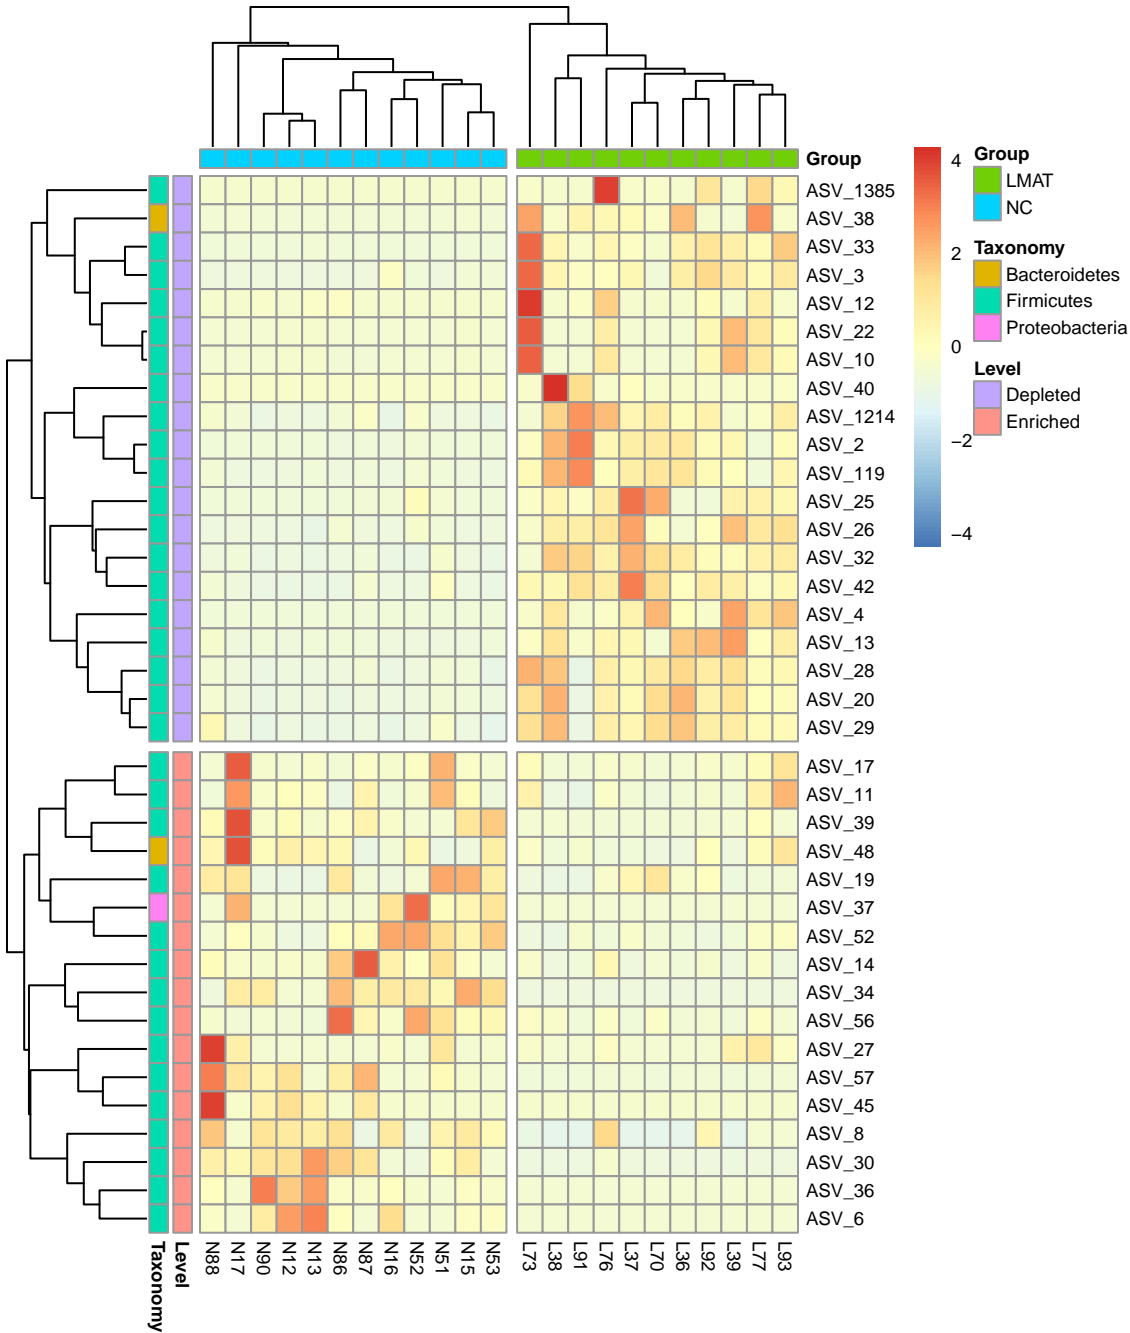 Group
ASV_1385
ASV_38
ASV_33
ASV_3
ASV_12
ASV_22
ASV_10
ASV_40
ASV_1214
ASV_2
ASV_119
ASV_25
ASV_26
ASV_32
ASV_42
ASV_4
ASV_13
ASV_28
ASV_20
ASV_29
ASV_17
ASV_11
ASV_39
ASV_48
ASV_19
ASV_37
ASV_52
ASV_14
ASV_34
ASV_56
ASV_27
ASV_57
ASV_45
ASV_8
ASV_30
ASV_36
ASV_6
4
2
0
−2
−4
Group
LMAT
NC
Taxonomy
Bacteroidetes
Firmicutes
Proteobacteria
Level
Depleted
Enriched
Taxonomy
Level
N88
N17
N90
N12
N13
N86
N87
N16
N52
N51
N15
N53
L73
L38
L91
L76
L37
L70
L36
L92
L39
L77
L93